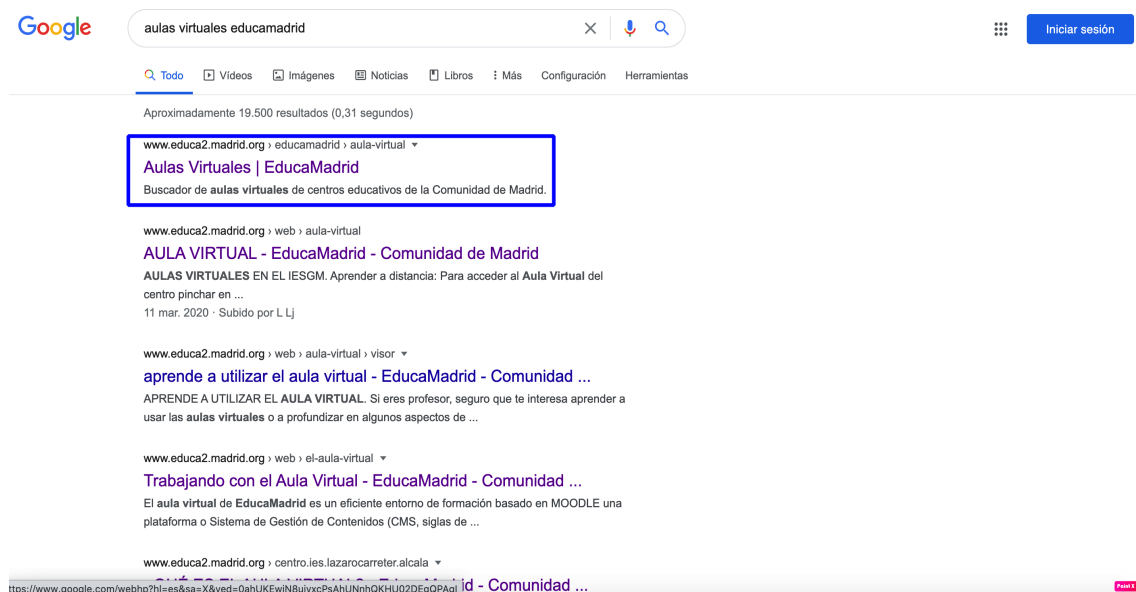 Google
aulas virtuales educamadrid
Iniciar sesión
Todo Vídeos Imágenes Noticias Libros Más Configuración Herramientas
Aproximadamente 19.500 resultados (0,31 segundos)
www.educa2.madrid.org › educamadrid › aula-virtual
Aulas Virtuales | EducaMadrid
Buscador de aulas virtuales de centros educativos de la Comunidad de Madrid.
www.educa2.madrid.org › web › aula-virtual
AULA VIRTUAL - EducaMadrid - Comunidad de Madrid
AULAS VIRTUALES EN EL IESGM. Aprender a distancia: Para acceder al Aula Virtual del
centro pinchar en ...
11 mar. 2020 · Subido por L Lj
www.educa2.madrid.org › web › aula-virtual › visor
aprende a utilizar el aula virtual - EducaMadrid - Comunidad ...
APRENDE A UTILIZAR EL AULA VIRTUAL. Si eres profesor, seguro que te interesa aprender a
usar las aulas virtuales o a profundizar en algunos aspectos de ...
www.educa2.madrid.org › web › el-aula-virtual
Trabajando con el Aula Virtual - EducaMadrid - Comunidad ...
El aula virtual de EducaMadrid es un eficiente entorno de formación basado en MOODLE una
plataforma o Sistema de Gestión de Contenidos (CMS, siglas de ...
www.educa2.madrid.org › centro.ies.lazarocarreter.alcala
- Comunidad ...
Paint X